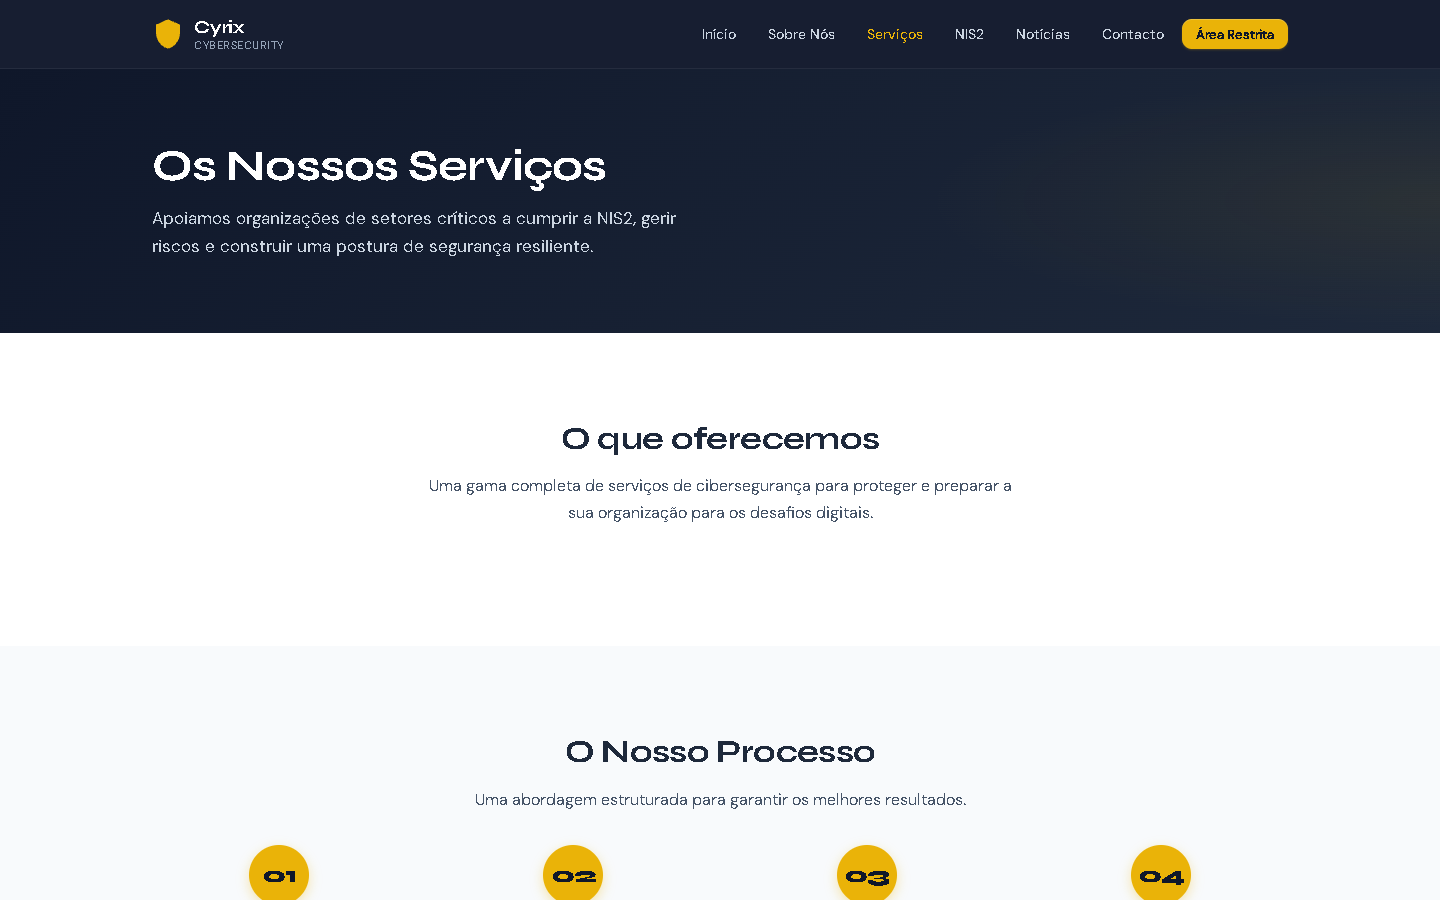 Cyrix
CYBERSECURITY
Início
Sobre Nós
Serviços
NIS2
Notícias
Contacto
Área Restrita
Os Nossos Serviços
Apoiamos organizações de setores críticos a cumprir a NIS2, gerir
riscos e construir uma postura de segurança resiliente.
O que oferecemos
Uma gama completa de serviços de cibersegurança para proteger e preparar a
sua organização para os desafios digitais.
O Nosso Processo
Uma abordagem estruturada para garantir os melhores resultados.
01
02
03
04